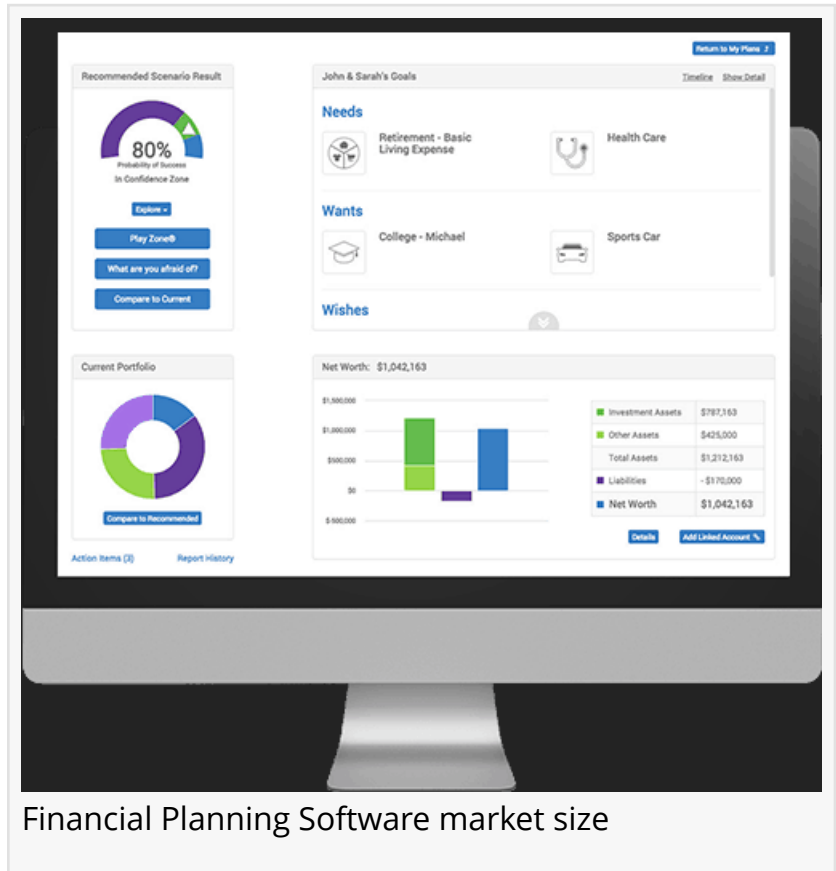 Return to My Plans
Recommended Scenario Result
80%
Probability of Success
In Confidence Zone
Explore
Play Zone®
What are you afraid of?
Compare to Current
John & Sarah's Goals
Timeline Show Detail
Needs
Retirement - Basic
Living Expense
Health Care
Wants
College - Michael
Sports Car
Wishes
Current Portfolio
Compare to Recommended
Action Items (3)
Report History
Net Worth: $1,042,163
$1,500,000
$1,000,000
$500,000
$0
$-500,000
Investment Assets $787,163
Other Assets $425,000
Total Assets $1,212,163
Liabilities - $170,000
Net Worth $1,042,163
Details
Add Linked Account
Financial Planning Software market size